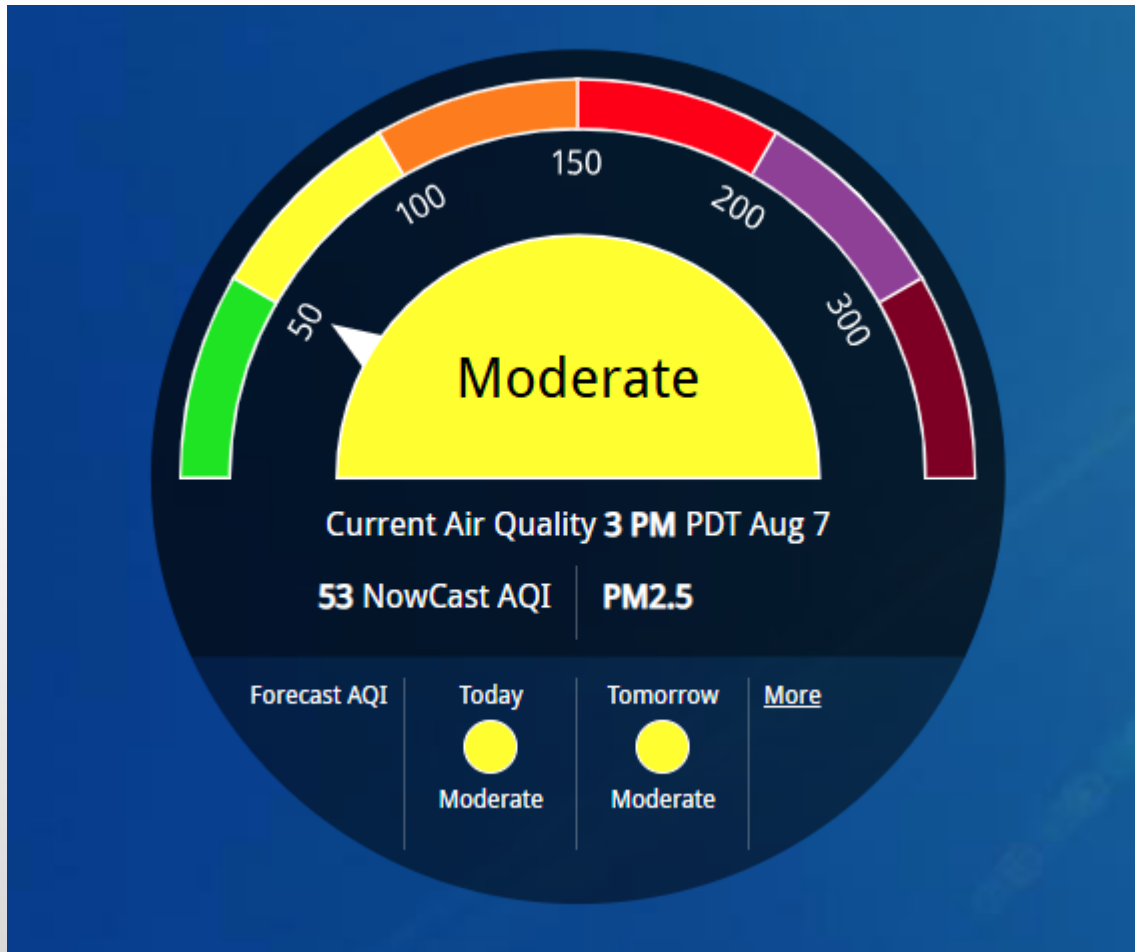 150
100
200
50
300
Moderate
Current Air Quality 3 PM PDT Aug 7
53 NowCast AQI
PM2.5
Forecast AQI
Today
Tomorrow
More
Moderate
Moderate